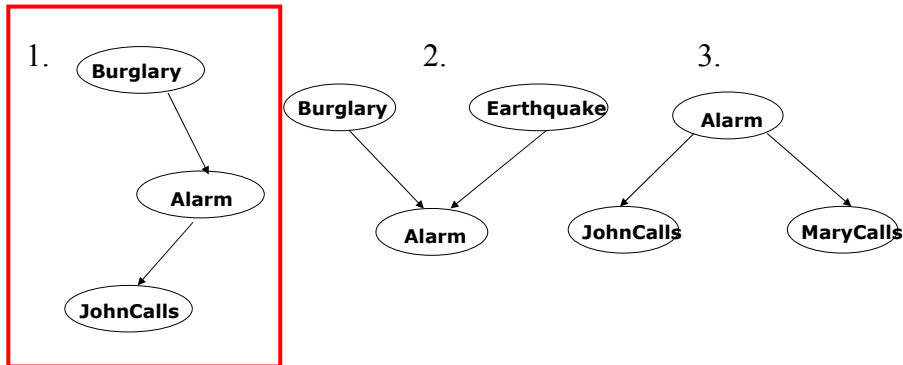 1.
Burglary
Alarm
JohnCalls
2.
Burglary
Earthquake
Alarm
3.
Alarm
JohnCalls
MaryCalls